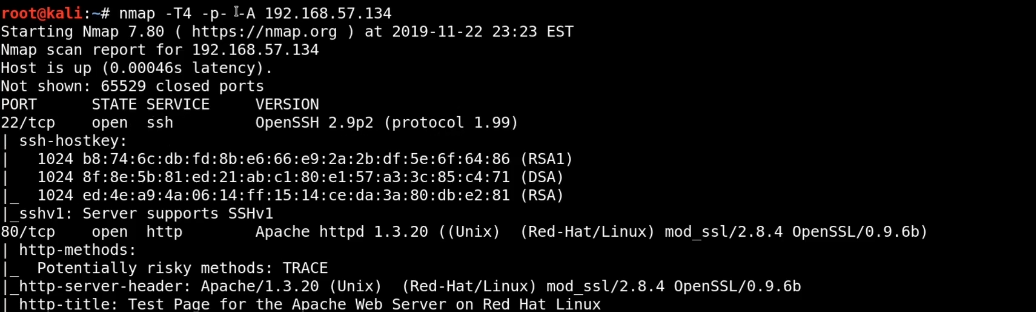 root@kali:~# nmap -T4 -p- -A 192.168.57.134
Starting Nmap 7.80 ( https://nmap.org ) at 2019-11-22 23:23 EST
Nmap scan report for 192.168.57.134
Host is up (0.00046s latency).
Not shown: 65529 closed ports
PORT      STATE SERVICE     VERSION
22/tcp    open  ssh         OpenSSH 2.9p2 (protocol 1.99)
| ssh-hostkey:
|   1024 b8:74:6c:db:fd:8b:e6:66:e9:2a:2b:df:5e:6f:64:86 (RSA1)
|   1024 8f:8e:5b:81:ed:21:ab:c1:80:e1:57:a3:3c:85:c4:71 (DSA)
|_  1024 ed:4e:a9:4a:06:14:ff:15:14:ce:da:3a:80:db:e2:81 (RSA)
|_sshv1: Server supports SSHv1
80/tcp    open  http        Apache httpd 1.3.20 ((Unix)  (Red-Hat/Linux) mod_ssl/2.8.4 OpenSSL/0.9.6b)
| http-methods:
|_  Potentially risky methods: TRACE
|_http-server-header: Apache/1.3.20 (Unix)  (Red-Hat/Linux) mod_ssl/2.8.4 OpenSSL/0.9.6b
| http-title: Test Page for the Apache Web Server on Red Hat Linux